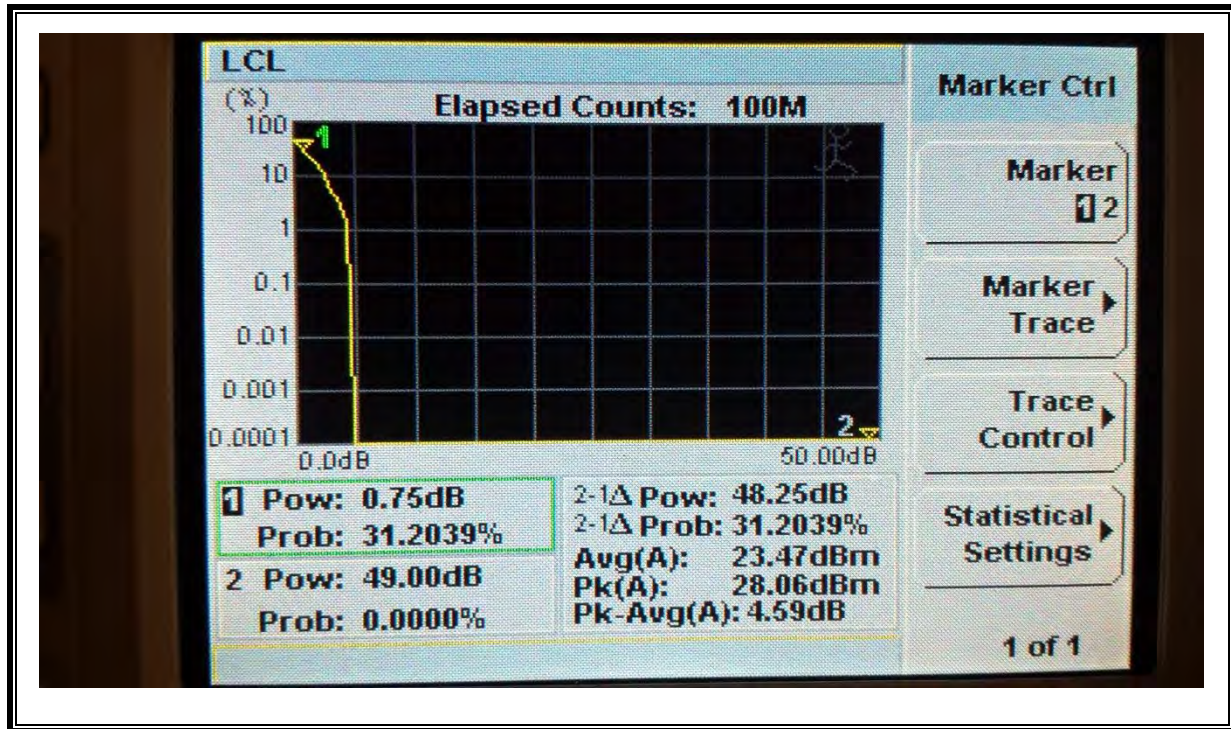 LCL
(%)
Elapsed Counts: 100M
100
10
1
0.1
0.01
0.001
0.0001
1
2
0.0dB
50.00dB
1 Pow: 0.75dB
Prob: 31.2039%
2 Pow: 49.00dB
Prob: 0.0000%
2-1Δ Pow: 48.25dB
2-1Δ Prob: 31.2039%
Avg(A): 23.47dBm
Pk(A): 28.06dBm
Pk-Avg(A): 4.59dB
Marker Ctrl
Marker
1 2
Marker
Trace
Trace
Control
Statistical
Settings
1 of 1